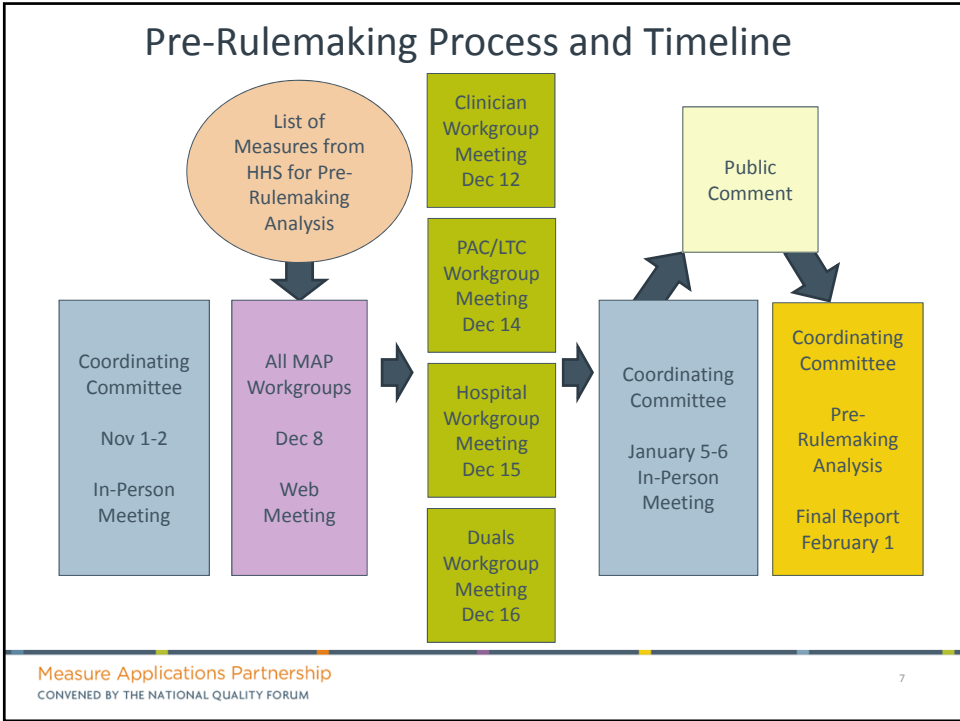 Pre-Rulemaking Process and Timeline
List of
Measures from
HHS for Pre-
Rulemaking
Analysis
Coordinating
Committee
Nov 1-2
In-Person
Meeting
All MAP
Workgroups
Dec 8
Web
Meeting
Clinician
Workgroup
Meeting
Dec 12
PAC/LTC
Workgroup
Meeting
Dec 14
Hospital
Workgroup
Meeting
Dec 15
Duals
Workgroup
Meeting
Dec 16
Coordinating
Committee
January 5-6
In-Person
Meeting
Public
Comment
Coordinating
Committee
Pre-
Rulemaking
Analysis
Final Report
February 1
Measure Applications Partnership
CONVENED BY THE NATIONAL QUALITY FORUM
7